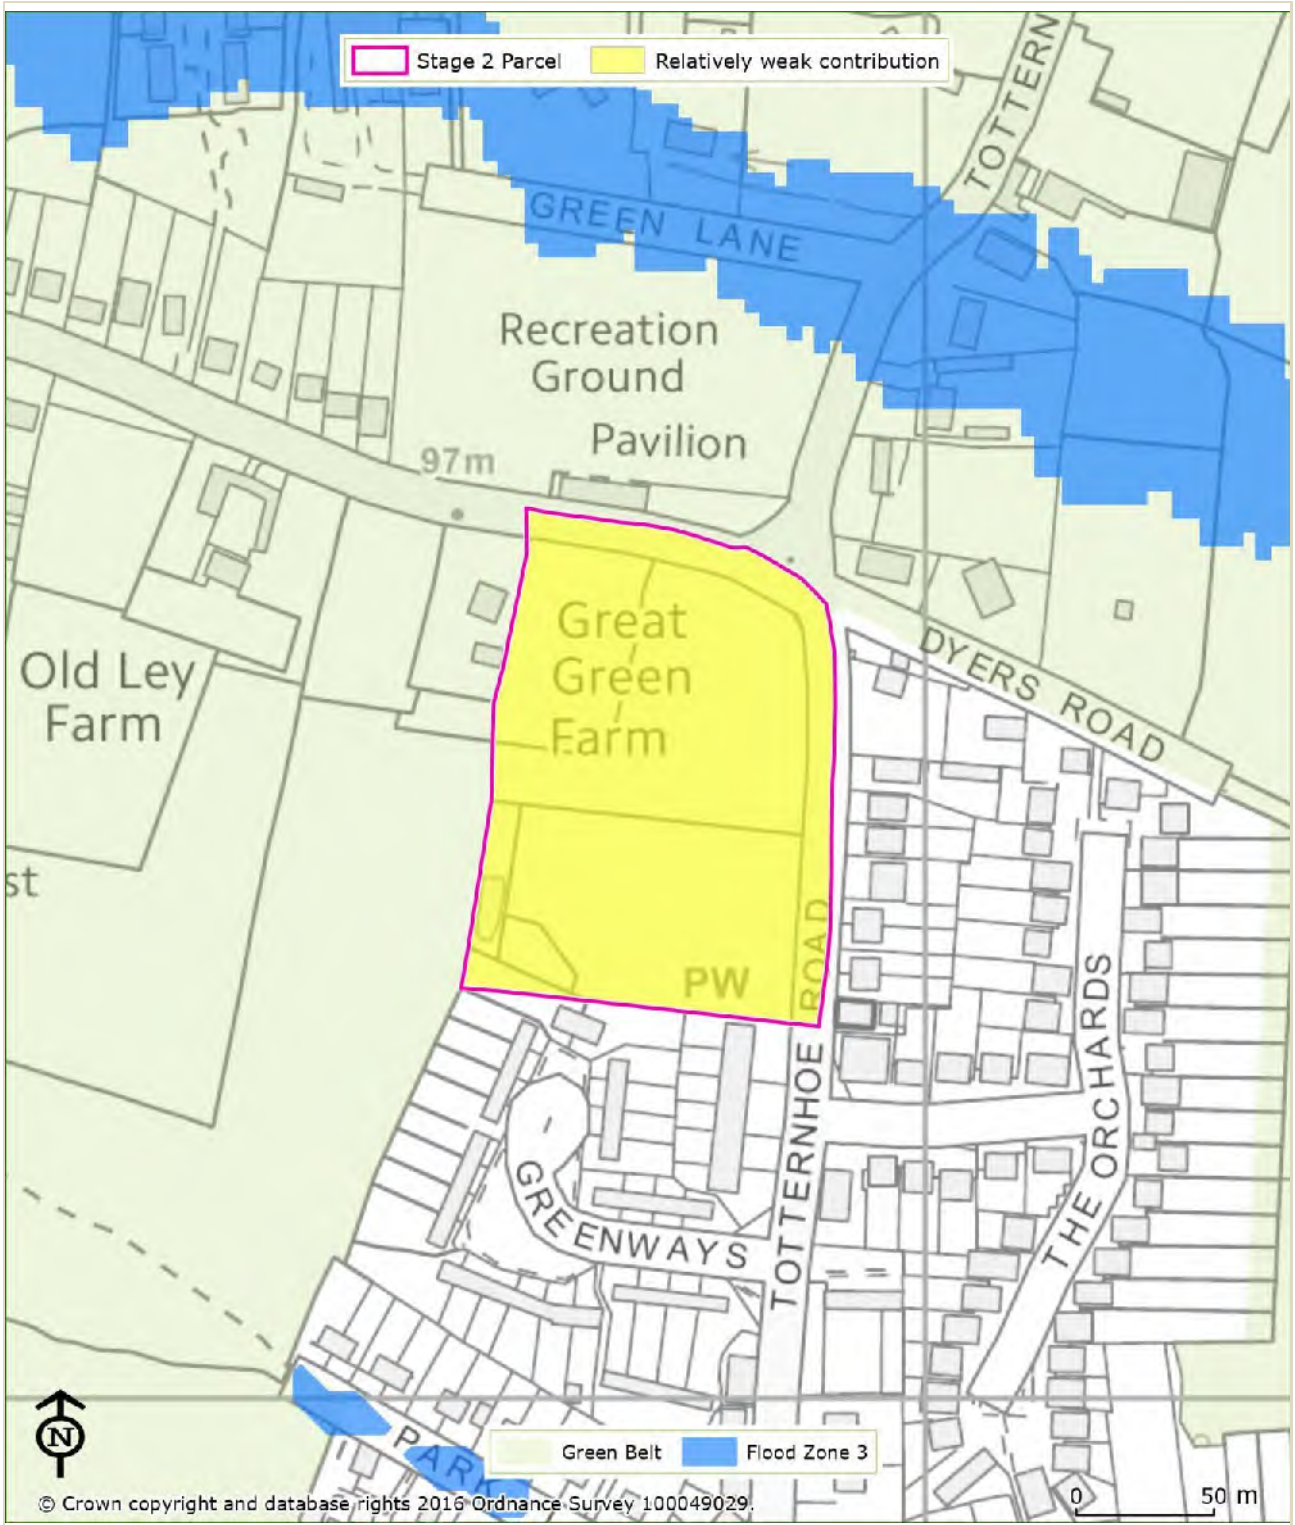 Stage 2 Parcel
Relatively weak contribution
TOTTERN
GREEN LANE
Recreation
Ground
Pavilion
97m
Great
Green
Farm
Old Ley
Farm
DYERS ROAD
st
PW
TOTTERNHOE ROAD
THE ORCHARDS
GREENWAYS
PARK
N
Green Belt
Flood Zone 3
0 50 m
© Crown copyright and database rights 2016 Ordnance Survey 100049029.